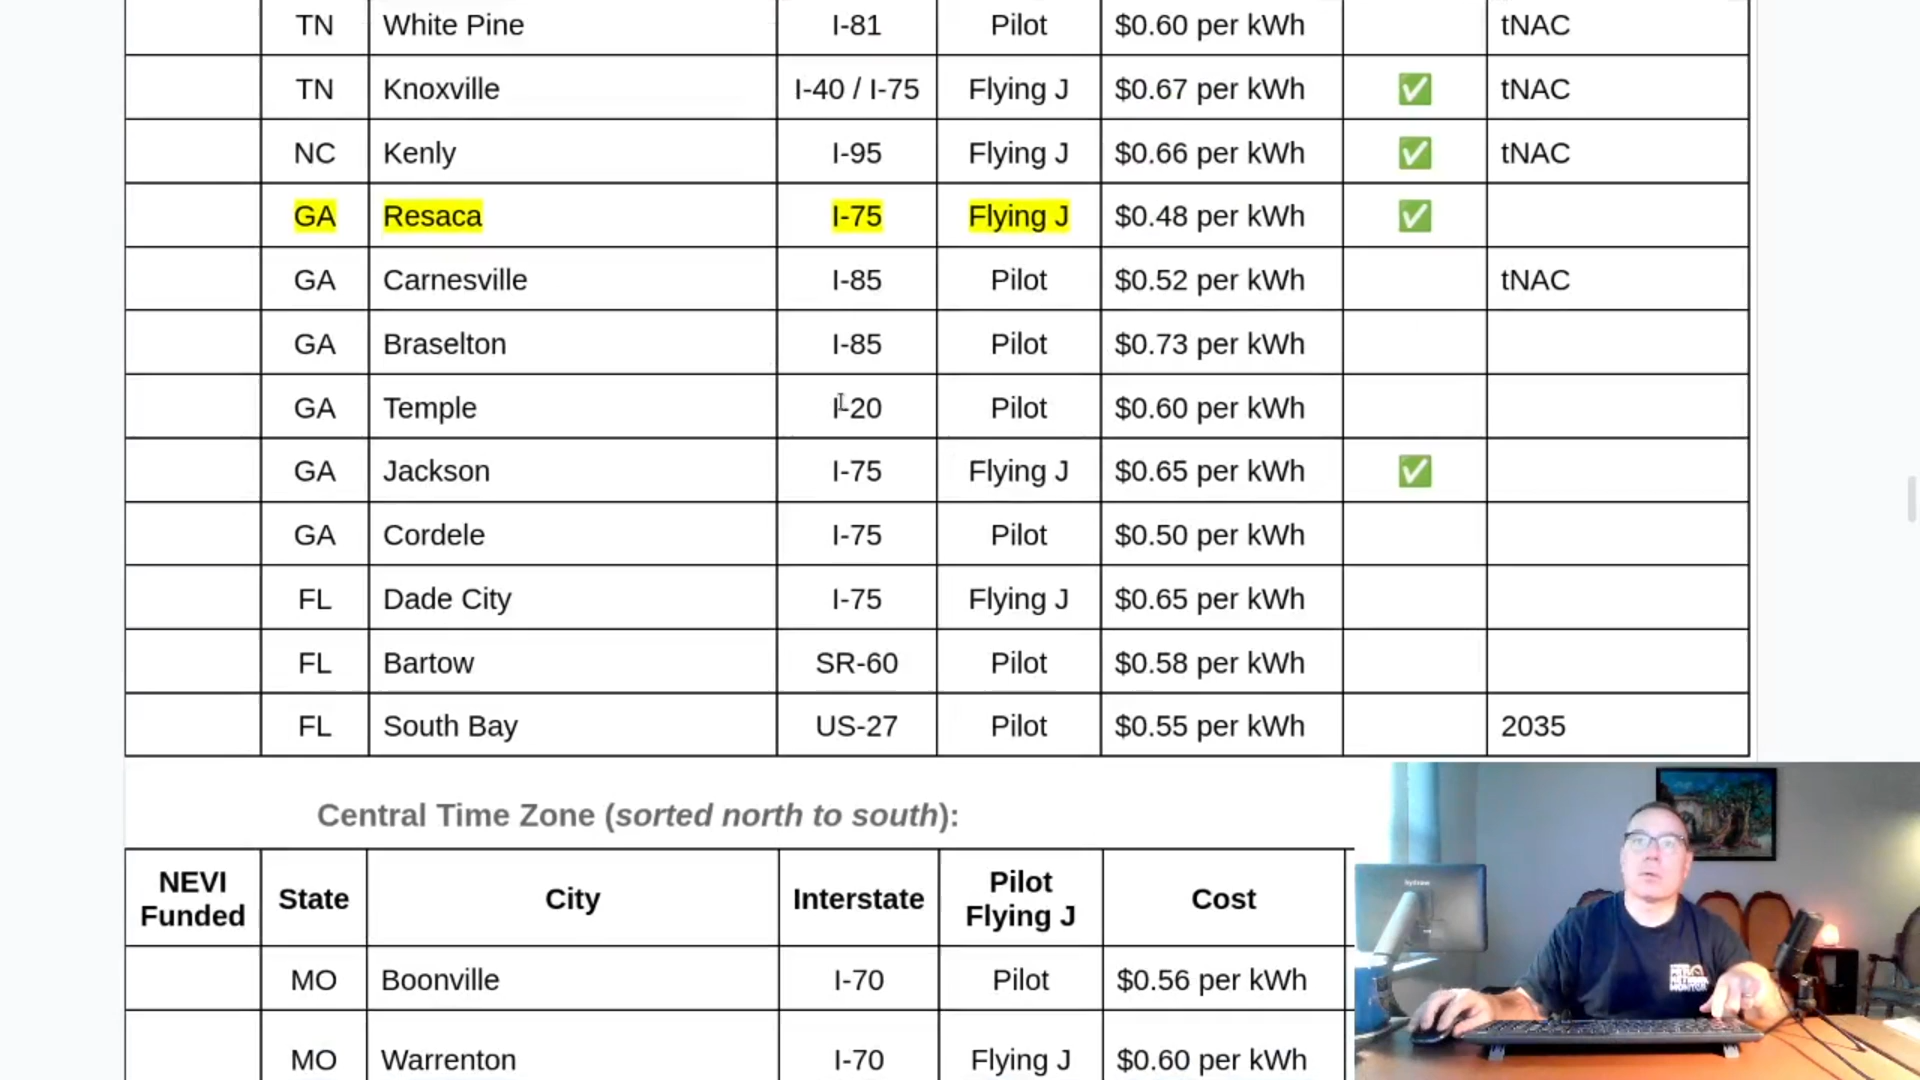 TN White Pine I-81 Pilot $0.60 per kWh tNAC
TN Knoxville I-40 / I-75 Flying J $0.67 per kWh ✅ tNAC
NC Kenly I-95 Flying J $0.66 per kWh ✅ tNAC
GA Resaca I-75 Flying J $0.48 per kWh ✅
GA Carnesville I-85 Pilot $0.52 per kWh tNAC
GA Braselton I-85 Pilot $0.73 per kWh
GA Temple I-20 Pilot $0.60 per kWh
GA Jackson I-75 Flying J $0.65 per kWh ✅
GA Cordele I-75 Pilot $0.50 per kWh
FL Dade City I-75 Flying J $0.65 per kWh
FL Bartow SR-60 Pilot $0.58 per kWh
FL South Bay US-27 Pilot $0.55 per kWh 2035
Central Time Zone (sorted north to south):
NEVI Funded State City Interstate Pilot Flying J Cost
MO Boonville I-70 Pilot $0.56 per kWh
MO Warrenton I-70 Flying J $0.60 per kWh
NETWORK
MONITOR